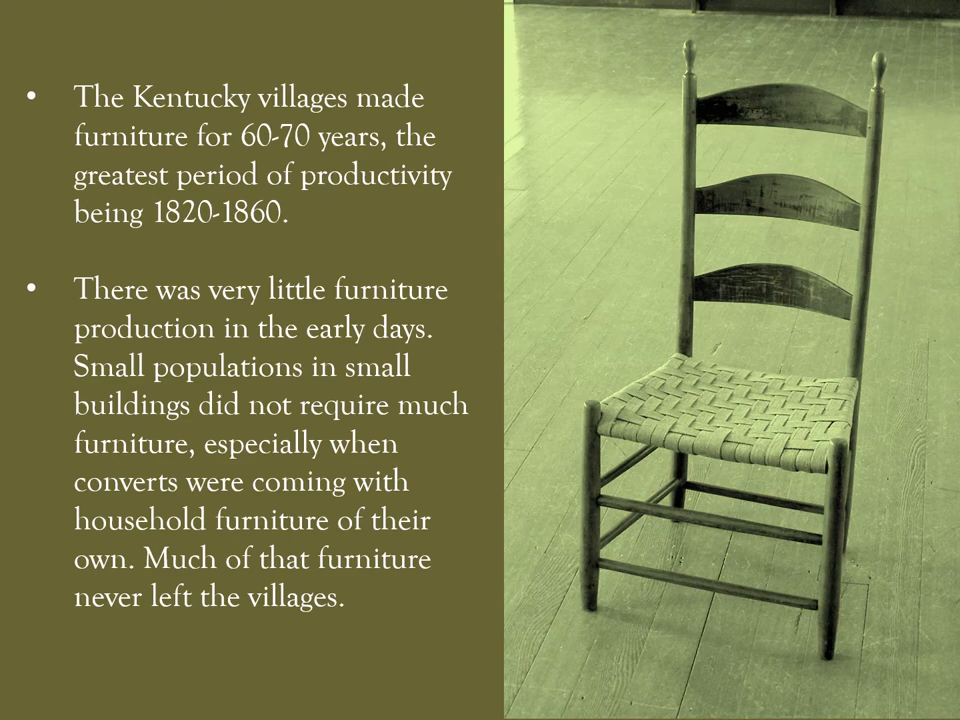 • The Kentucky villages made
furniture for 60-70 years, the
greatest period of productivity
being 1820-1860.
• There was very little furniture
production in the early days.
Small populations in small
buildings did not require much
furniture, especially when
converts were coming with
household furniture of their
own. Much of that furniture
never left the villages.